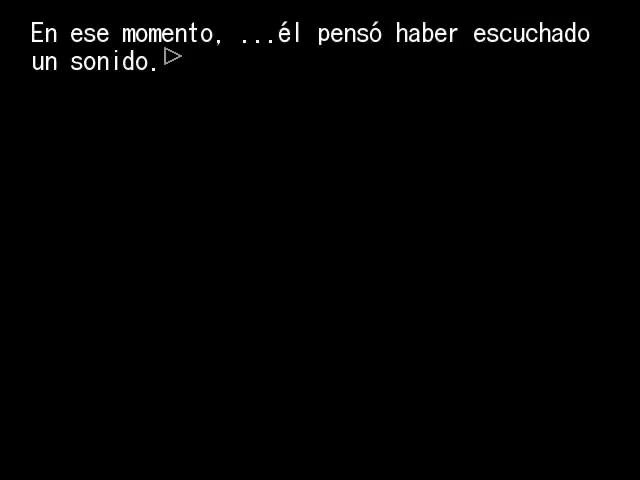 En ese momento, ...él pensó haber escuchado
un sonido.